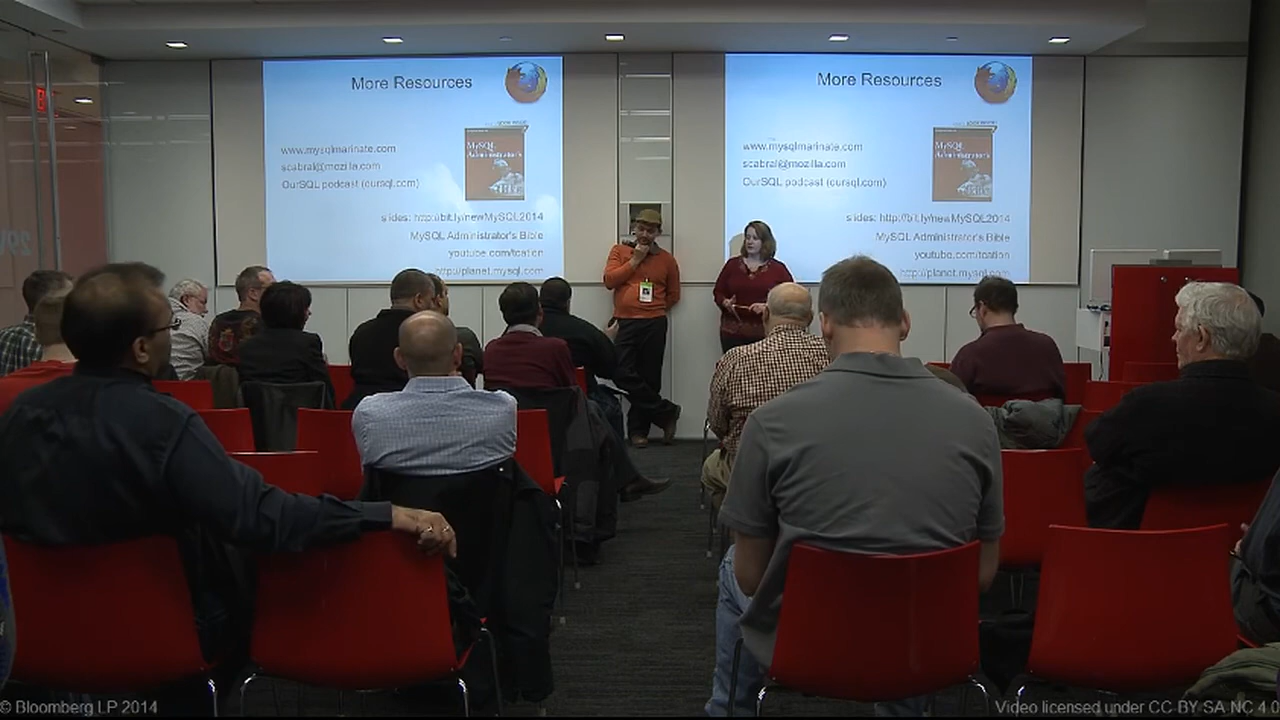 More Resources
www.mysqlmarinate.com
scabral@mozilla.com
OurSQL podcast (oursql.com)
MySQL
Administrator's
Bible
slides: http://bit.ly/newMySQL2014
MySQL Administrator's Bible
youtube.com/tcation
http://planet.mysql.com
More Resources
www.mysqlmarinate.com
scabral@mozilla.com
OurSQL podcast (oursql.com)
MySQL
Administrator's
Bible
slides: http://bit.ly/newMySQL2014
MySQL Administrator's Bible
youtube.com/tcation
http://planet.mysql.com
© Bloomberg LP 2014
Video licensed under CC BY SA NC 4.0